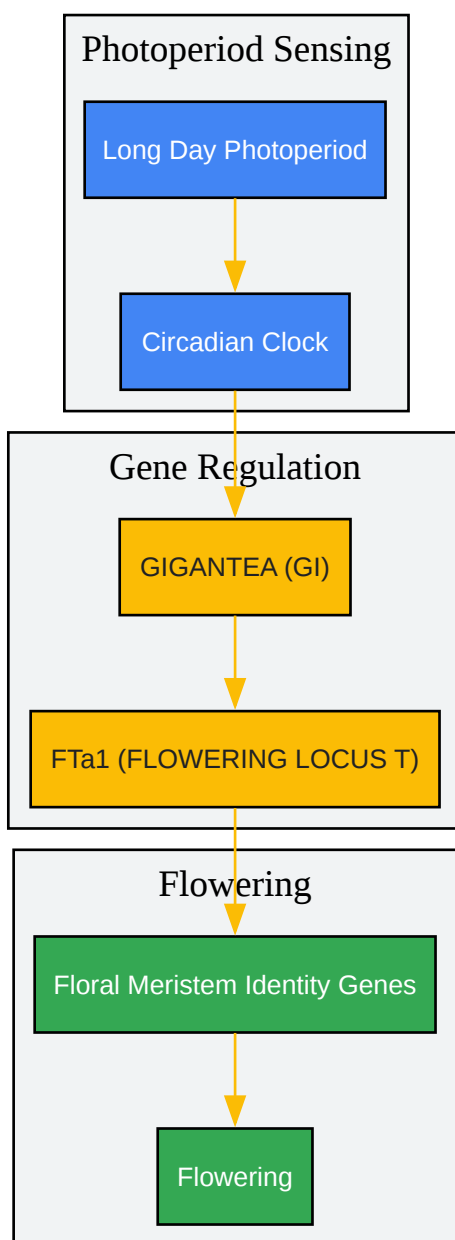 Photoperiod Sensing
Long Day Photoperiod
Circadian Clock
Gene Regulation
GIGANTEA (GI)
FTa1 (FLOWERING LOCUS T)
Flowering
Floral Meristem Identity Genes
Flowering